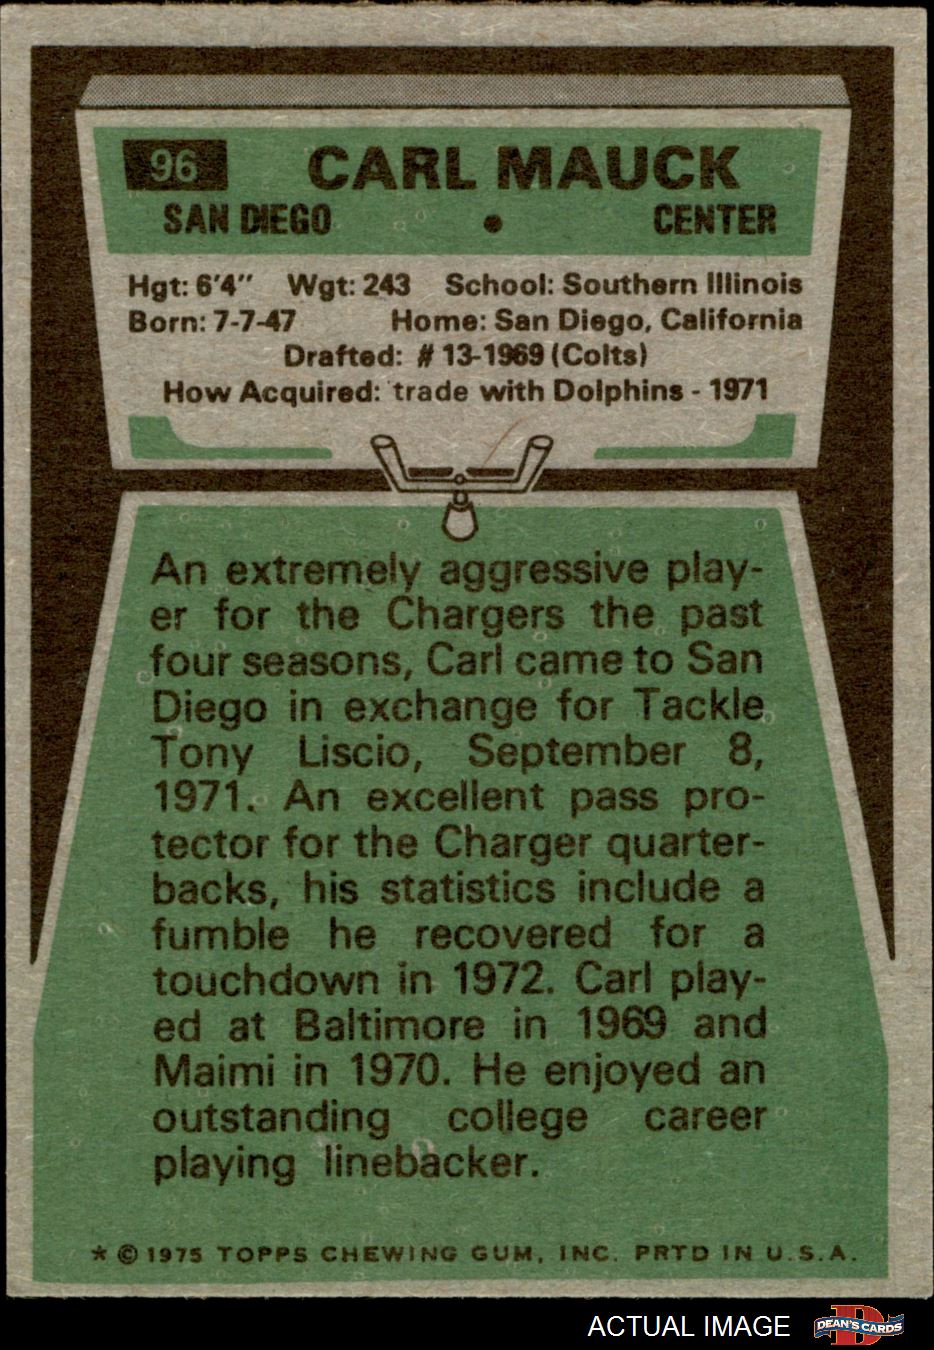 96 CARL MAUCK
SAN DIEGO • CENTER
Hgt: 6'4" Wgt: 243 School: Southern Illinois
Born: 7-7-47 Home: San Diego, California
Drafted: #13-1969 (Colts)
How Acquired: trade with Dolphins - 1971
An extremely aggressive play-
er for the Chargers the past
four seasons, Carl came to San
Diego in exchange for Tackle
Tony Liscio, September 8,
1971. An excellent pass pro-
tector for the Charger quarter-
backs, his statistics include a
fumble he recovered for a
touchdown in 1972. Carl play-
ed at Baltimore in 1969 and
Maimi in 1970. He enjoyed an
outstanding college career
playing linebacker.
* © 1975 TOPPS CHEWING GUM, INC. PRTD IN U.S.A.
ACTUAL IMAGE DEAN'S CARDS